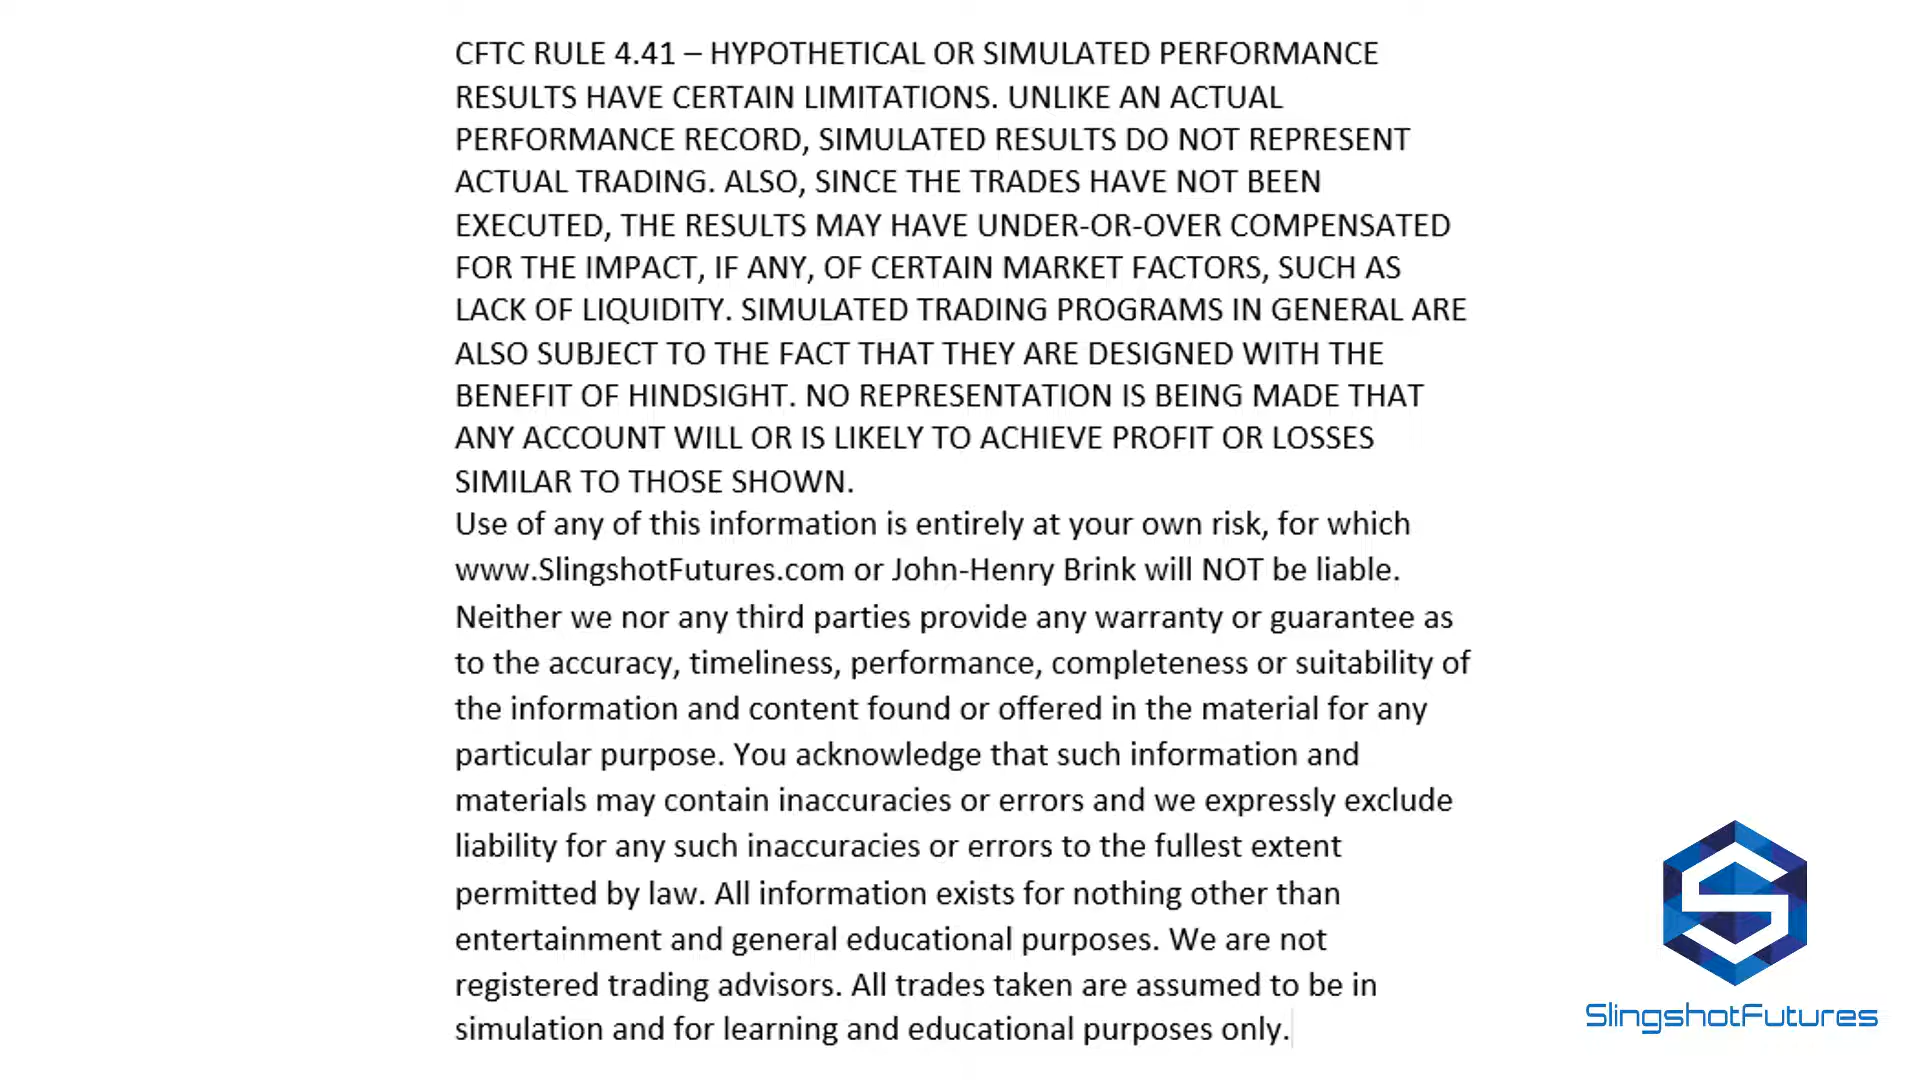 CFTC RULE 4.41 – HYPOTHETICAL OR SIMULATED PERFORMANCE
RESULTS HAVE CERTAIN LIMITATIONS. UNLIKE AN ACTUAL
PERFORMANCE RECORD, SIMULATED RESULTS DO NOT REPRESENT
ACTUAL TRADING. ALSO, SINCE THE TRADES HAVE NOT BEEN
EXECUTED, THE RESULTS MAY HAVE UNDER-OR-OVER COMPENSATED
FOR THE IMPACT, IF ANY, OF CERTAIN MARKET FACTORS, SUCH AS
LACK OF LIQUIDITY. SIMULATED TRADING PROGRAMS IN GENERAL ARE
ALSO SUBJECT TO THE FACT THAT THEY ARE DESIGNED WITH THE
BENEFIT OF HINDSIGHT. NO REPRESENTATION IS BEING MADE THAT
ANY ACCOUNT WILL OR IS LIKELY TO ACHIEVE PROFIT OR LOSSES
SIMILAR TO THOSE SHOWN.
Use of any of this information is entirely at your own risk, for which
www.SlingshotFutures.com or John-Henry Brink will NOT be liable.
Neither we nor any third parties provide any warranty or guarantee as
to the accuracy, timeliness, performance, completeness or suitability of
the information and content found or offered in the material for any
particular purpose. You acknowledge that such information and
materials may contain inaccuracies or errors and we expressly exclude
liability for any such inaccuracies or errors to the fullest extent
permitted by law. All information exists for nothing other than
entertainment and general educational purposes. We are not
registered trading advisors. All trades taken are assumed to be in
simulation and for learning and educational purposes only.
SlingshotFutures